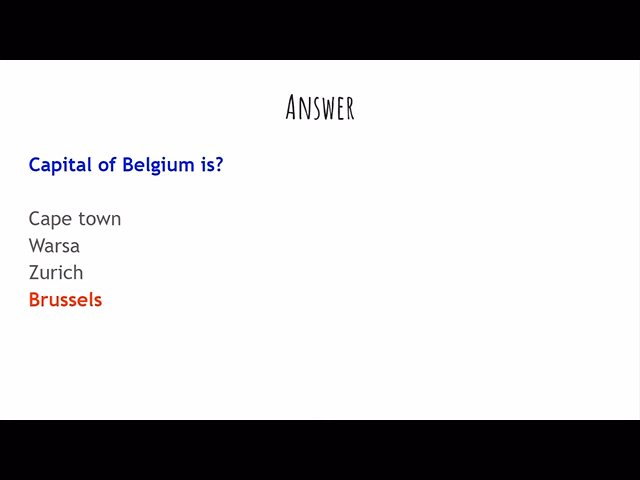 Answer
Capital of Belgium is?
Cape town
Warsa
Zurich
Brussels